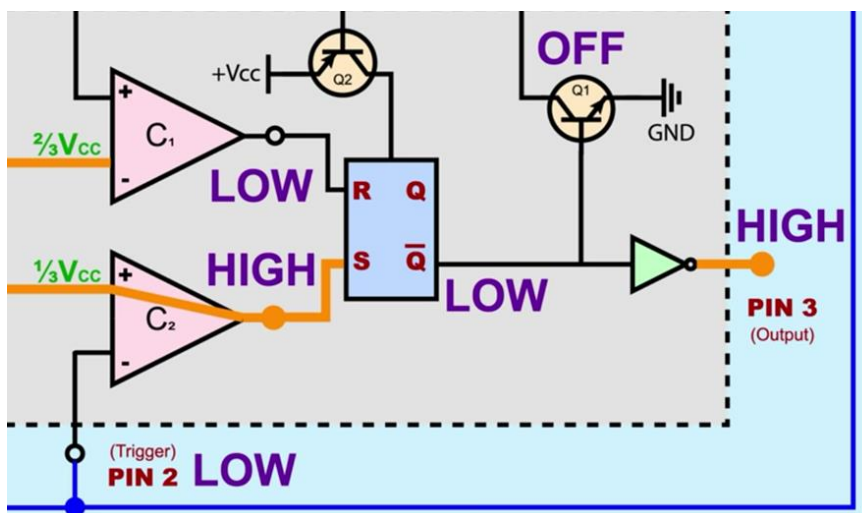 OFF
+Vcc
Q2
Q1
+
C₁
-
⅔Vcc
GND
LOW
R Q
HIGH
⅓Vcc
+
HIGH
S Q̅
C₂
LOW
-
PIN 3
(Output)
(Trigger)
PIN 2 LOW